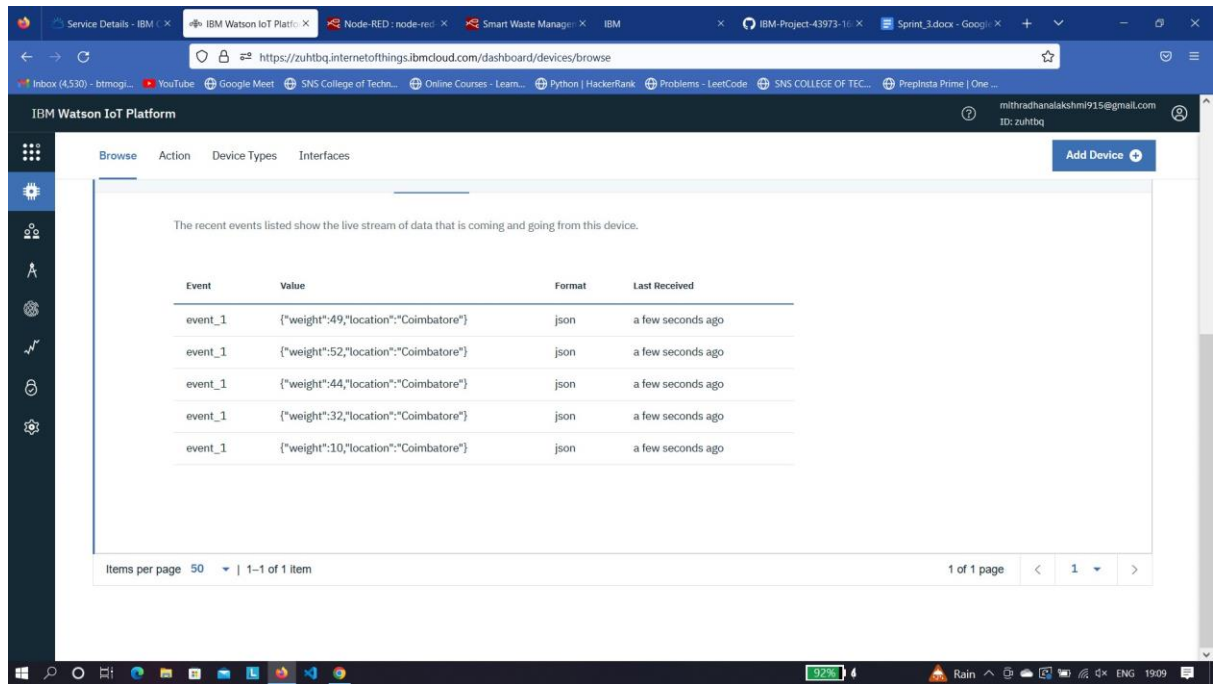 Service Details - IBM C
IBM Watson IoT Platfo
Node-RED : node-red-
Smart Waste Managen
IBM
IBM-Project-43973-16
Sprint_3.docx - Google
https://zuhtbq.internetofthings.ibmcloud.com/dashboard/devices/browse
Inbox (4,530) - btmogi...
YouTube
Google Meet
SNS College of Techn...
Online Courses - Learn...
Python | HackerRank
Problems - LeetCode
SNS COLLEGE OF TEC...
PrepInsta Prime | One ...
IBM Watson IoT Platform
mithradhanalakshmi915@gmail.com
ID: zuhtbq
Browse Action Device Types Interfaces
Add Device
The recent events listed show the live stream of data that is coming and going from this device.
Event Value Format Last Received
event_1 {"weight":49,"location":"Coimbatore"} json a few seconds ago
event_1 {"weight":52,"location":"Coimbatore"} json a few seconds ago
event_1 {"weight":44,"location":"Coimbatore"} json a few seconds ago
event_1 {"weight":32,"location":"Coimbatore"} json a few seconds ago
event_1 {"weight":10,"location":"Coimbatore"} json a few seconds ago
Items per page 50 | 1–1 of 1 item
1 of 1 page < 1 >
92%
Rain
ENG 19:09